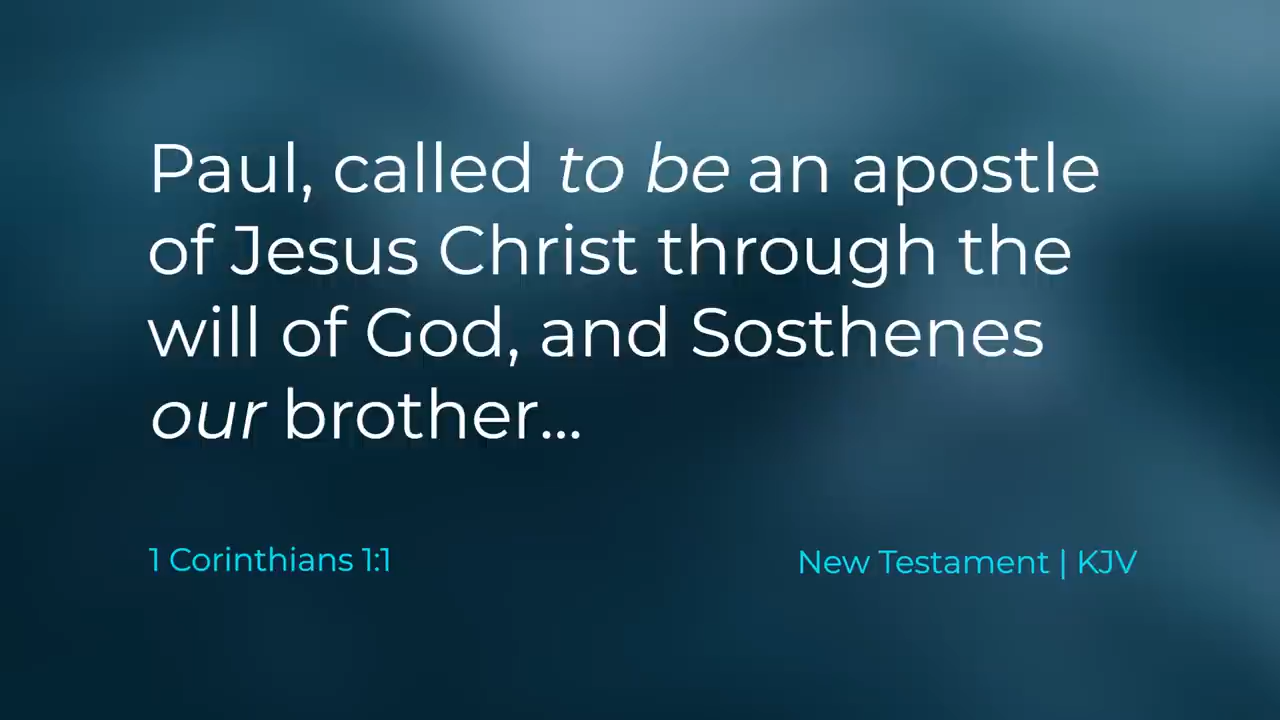 Paul, called to be an apostle
of Jesus Christ through the
will of God, and Sosthenes
our brother...
1 Corinthians 1:1
New Testament | KJV